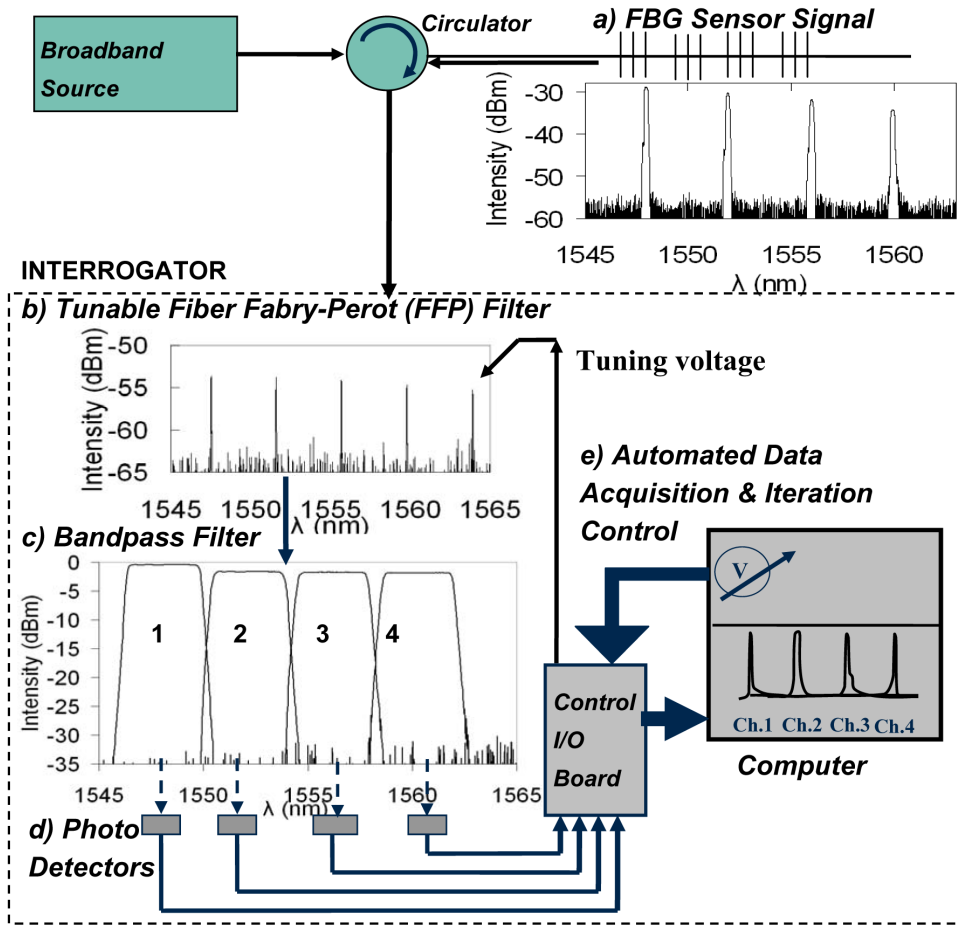 a) FBG Sensor Signal
Circulator
Broadband
Source
Intensity (dBm)
-30
-40
-50
-60
1545 1550 1555 1560
λ (nm)
INTERROGATOR
b) Tunable Fiber Fabry-Perot (FFP) Filter
Intensity (dBm)
-50
-55
-60
-65
1545 1550 1555 1560 1565
λ (nm)
Tuning voltage
e) Automated Data
Acquisition & Iteration
Control
c) Bandpass Filter
Intensity (dBm)
0
-5
-10
-15
-20
-25
-30
-35
1 2 3 4
1545 1550 1555 1560 1565
λ (nm)
V
Ch.1 Ch.2 Ch.3 Ch.4
Computer
Control
I/O
Board
d) Photo
Detectors